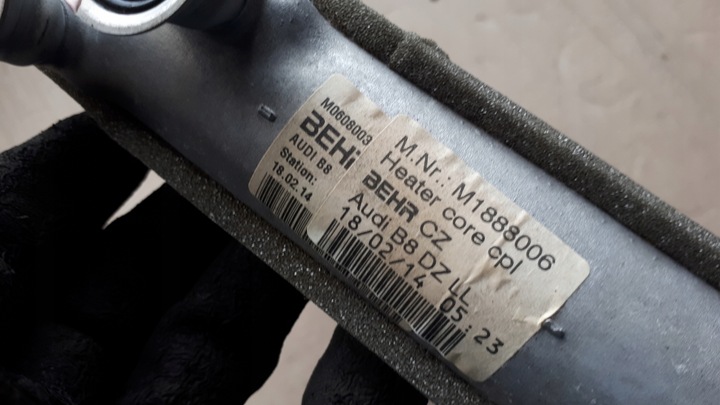 M0608003
BEHR
AUDI B8
Station:
18.02.14
M.Nr.: M1888006
Heater core cpl
BEHR CZ
Audi B8 DZ LL
18/02/14 05:23